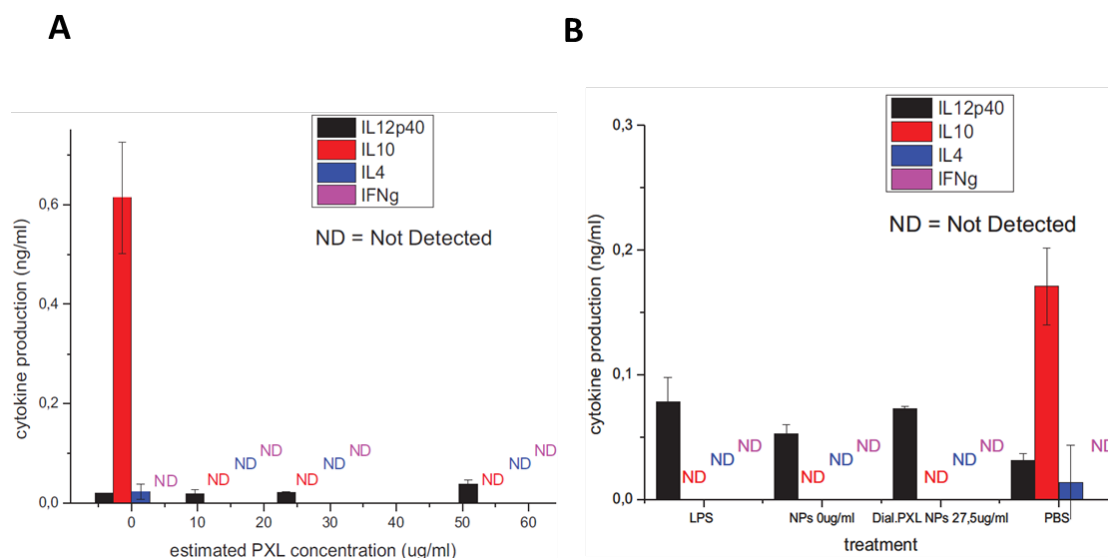 A
B
IL12p40
IL10
IL4
IFNg
ND = Not Detected
cytokine production (ng/ml)
0,6
0,4
0,2
0,0
ND
ND
ND
ND
ND
ND
ND
ND
ND
ND
0
10
20
30
40
50
60
estimated PXL concentration (ug/ml)
IL12p40
IL10
IL4
IFNg
ND = Not Detected
cytokine production (ng/ml)
0,3
0,2
0,1
0,0
ND
ND
ND
ND
ND
ND
ND
ND
ND
ND
LPS
NPs 0ug/ml
Dial.PXL NPs 27,5ug/ml
PBS
treatment